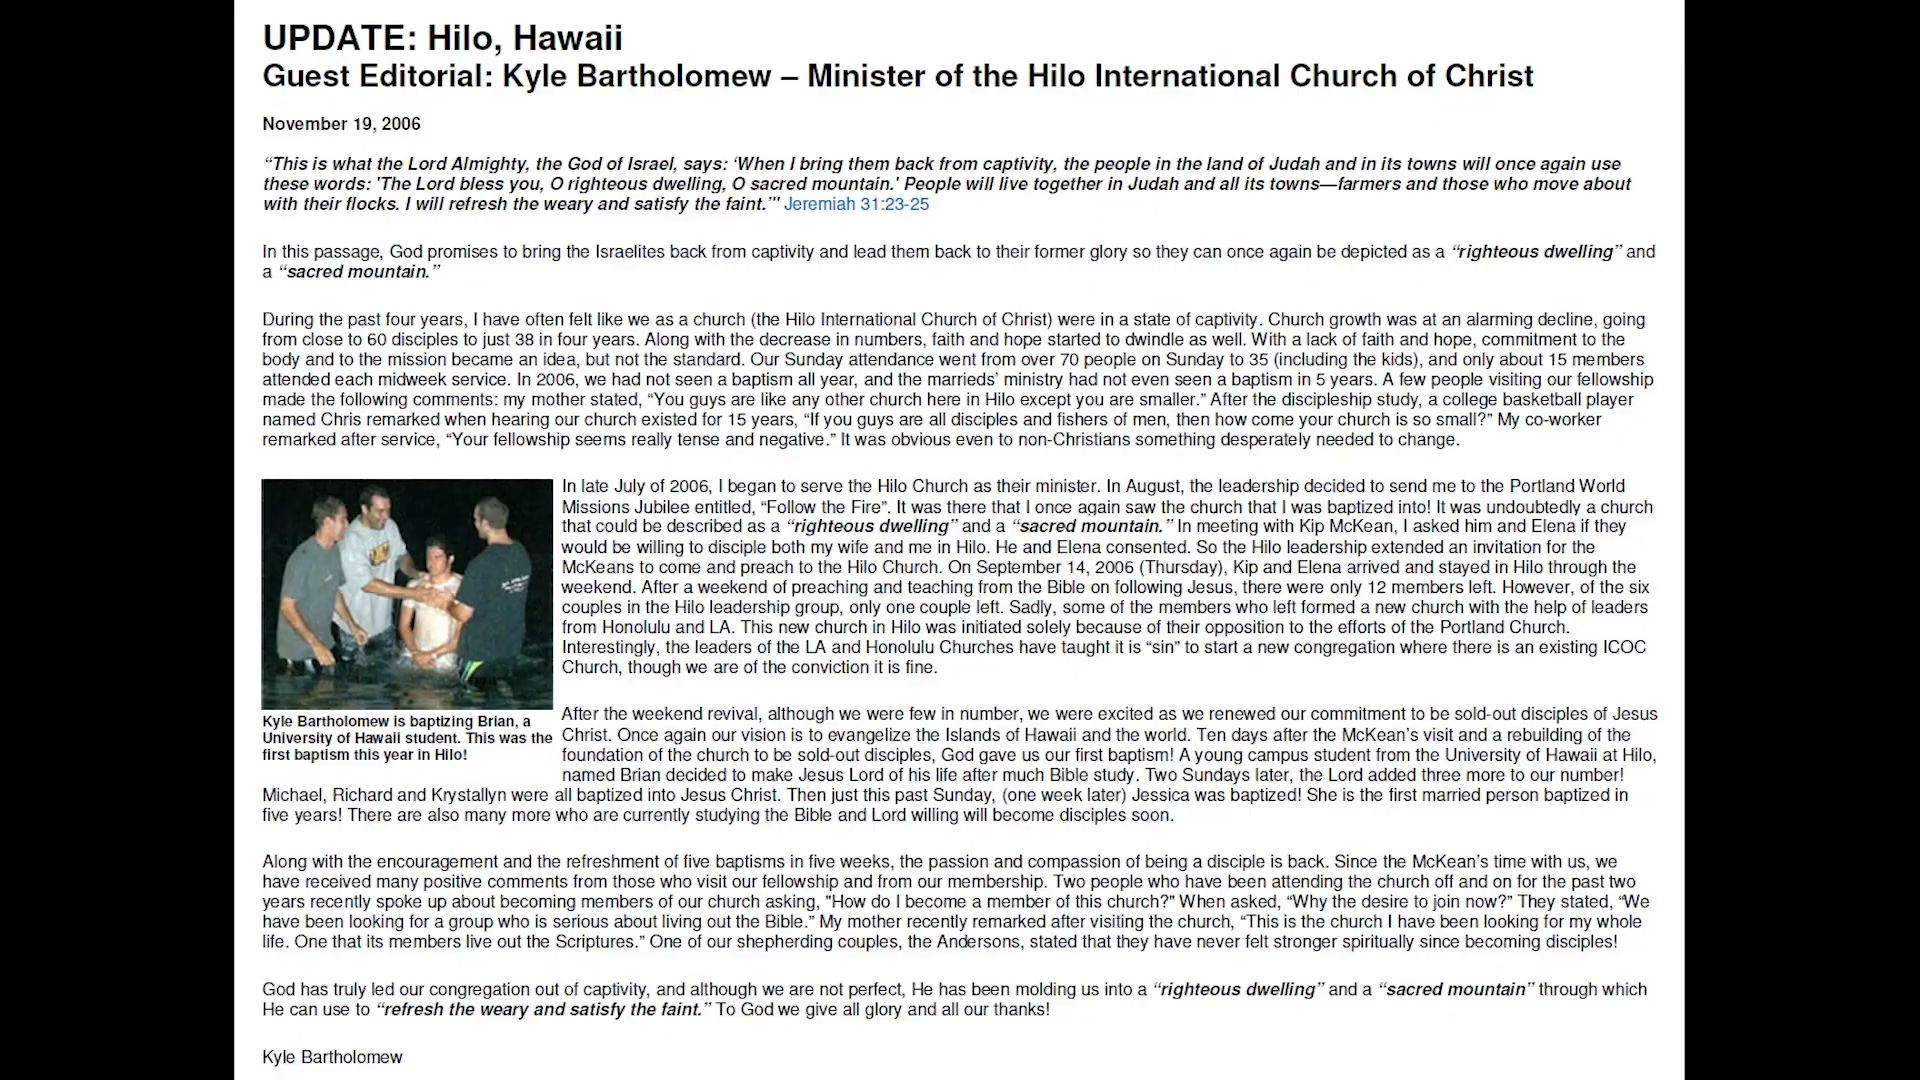 UPDATE: Hilo, Hawaii
Guest Editorial: Kyle Bartholomew – Minister of the Hilo International Church of Christ
November 19, 2006
“This is what the Lord Almighty, the God of Israel, says: ‘When I bring them back from captivity, the people in the land of Judah and in its towns will once again use
these words: 'The Lord bless you, O righteous dwelling, O sacred mountain.' People will live together in Judah and all its towns—farmers and those who move about
with their flocks. I will refresh the weary and satisfy the faint.’” Jeremiah 31:23-25
In this passage, God promises to bring the Israelites back from captivity and lead them back to their former glory so they can once again be depicted as a “righteous dwelling” and
a “sacred mountain.”
During the past four years, I have often felt like we as a church (the Hilo International Church of Christ) were in a state of captivity. Church growth was at an alarming decline, going
from close to 60 disciples to just 38 in four years. Along with the decrease in numbers, faith and hope started to dwindle as well. With a lack of faith and hope, commitment to the
body and to the mission became an idea, but not the standard. Our Sunday attendance went from over 70 people on Sunday to 35 (including the kids), and only about 15 members
attended each midweek service. In 2006, we had not seen a baptism all year, and the marrieds’ ministry had not even seen a baptism in 5 years. A few people visiting our fellowship
made the following comments: my mother stated, “You guys are like any other church here in Hilo except you are smaller.” After the discipleship study, a college basketball player
named Chris remarked when hearing our church existed for 15 years, “If you guys are all disciples and fishers of men, then how come your church is so small?” My co-worker
remarked after service, “Your fellowship seems really tense and negative.” It was obvious even to non-Christians something desperately needed to change.
In late July of 2006, I began to serve the Hilo Church as their minister. In August, the leadership decided to send me to the Portland World
Missions Jubilee entitled, “Follow the Fire”. It was there that I once again saw the church that I was baptized into! It was undoubtedly a church
that could be described as a “righteous dwelling” and a “sacred mountain.” In meeting with Kip McKean, I asked him and Elena if they
would be willing to disciple both my wife and me in Hilo. He and Elena consented. So the Hilo leadership extended an invitation for the
McKeans to come and preach to the Hilo Church. On September 14, 2006 (Thursday), Kip and Elena arrived and stayed in Hilo through the
weekend. After a weekend of preaching and teaching from the Bible on following Jesus, there were only 12 members left. However, of the six
couples in the Hilo leadership group, only one couple left. Sadly, some of the members who left formed a new church with the help of leaders
from Honolulu and LA. This new church in Hilo was initiated solely because of their opposition to the efforts of the Portland Church.
Interestingly, the leaders of the LA and Honolulu Churches have taught it is “sin” to start a new congregation where there is an existing ICOC
Church, though we are of the conviction it is fine.
Kyle Bartholomew is baptizing Brian, a
University of Hawaii student. This was the
first baptism this year in Hilo!
After the weekend revival, although we were few in number, we were excited as we renewed our commitment to be sold-out disciples of Jesus
Christ. Once again our vision is to evangelize the Islands of Hawaii and the world. Ten days after the McKean’s visit and a rebuilding of the
foundation of the church to be sold-out disciples, God gave us our first baptism! A young campus student from the University of Hawaii at Hilo,
named Brian decided to make Jesus Lord of his life after much Bible study. Two Sundays later, the Lord added three more to our number!
Michael, Richard and Krystallyn were all baptized into Jesus Christ. Then just this past Sunday, (one week later) Jessica was baptized! She is the first married person baptized in
five years! There are also many more who are currently studying the Bible and Lord willing will become disciples soon.
Along with the encouragement and the refreshment of five baptisms in five weeks, the passion and compassion of being a disciple is back. Since the McKean’s time with us, we
have received many positive comments from those who visit our fellowship and from our membership. Two people who have been attending the church off and on for the past two
years recently spoke up about becoming members of our church asking, "How do I become a member of this church?” When asked, “Why the desire to join now?” They stated, “We
have been looking for a group who is serious about living out the Bible.” My mother recently remarked after visiting the church, “This is the church I have been looking for my whole
life. One that its members live out the Scriptures.” One of our shepherding couples, the Andersons, stated that they have never felt stronger spiritually since becoming disciples!
God has truly led our congregation out of captivity, and although we are not perfect, He has been molding us into a “righteous dwelling” and a “sacred mountain” through which
He can use to “refresh the weary and satisfy the faint.” To God we give all glory and all our thanks!
Kyle Bartholomew